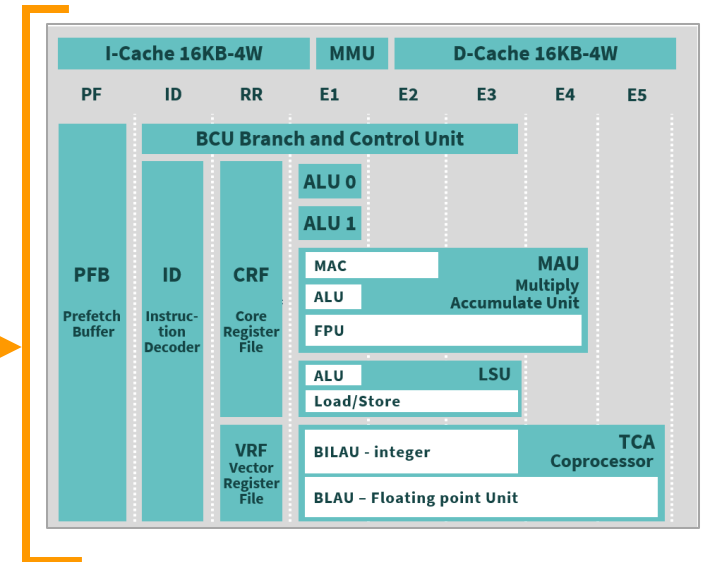 I-Cache 16KB-4W
MMU
D-Cache 16KB-4W
PF
ID
RR
E1
E2
E3
E4
E5
BCU Branch and Control Unit
PFB
Prefetch
Buffer
ID
Instruc-
tion
Decoder
CRF
Core
Register
File
ALU 0
ALU 1
MAC
ALU
FPU
MAU
Multiply
Accumulate Unit
ALU
LSU
Load/Store
VRF
Vector
Register
File
BILAU - integer
TCA
Coprocessor
BLAU – Floating point Unit